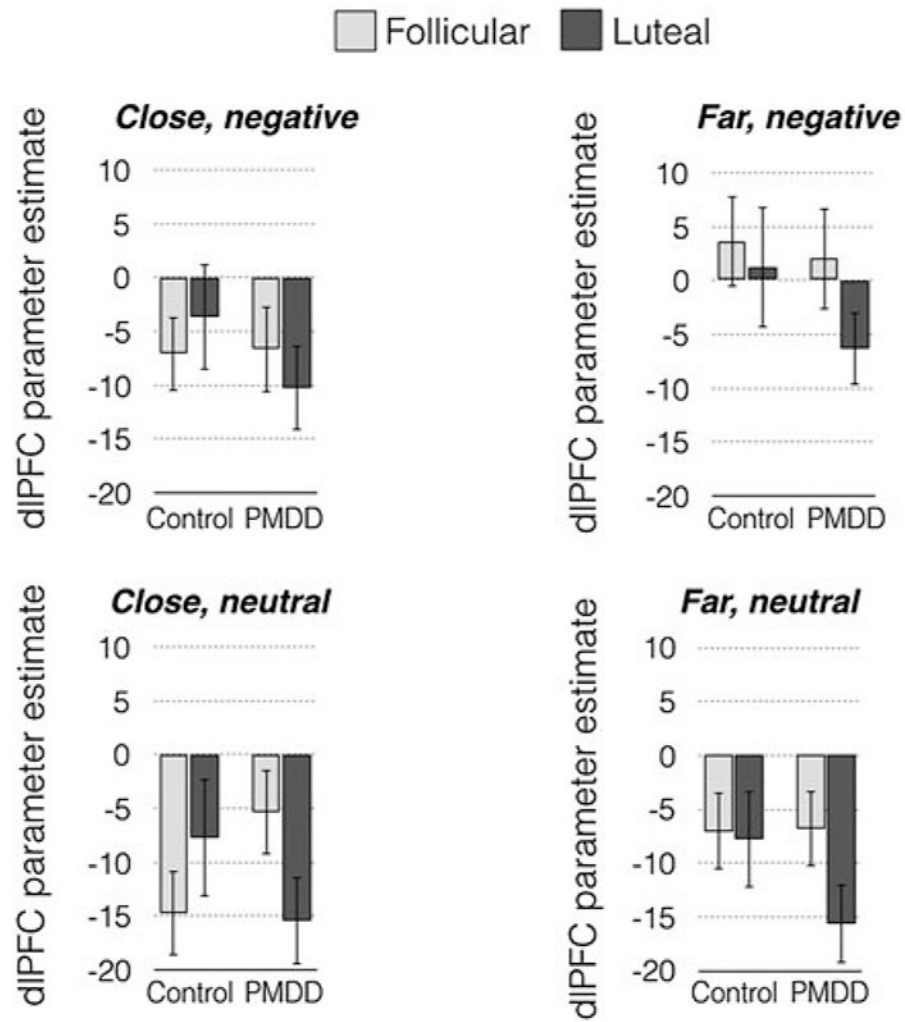 Follicular Luteal
Close, negative
dlPFC parameter estimate
10
5
0
-5
-10
-15
-20
Control PMDD
Far, negative
dlPFC parameter estimate
10
5
0
-5
-10
-15
-20
Control PMDD
Close, neutral
dlPFC parameter estimate
10
5
0
-5
-10
-15
-20
Control PMDD
Far, neutral
dlPFC parameter estimate
10
5
0
-5
-10
-15
-20
Control PMDD